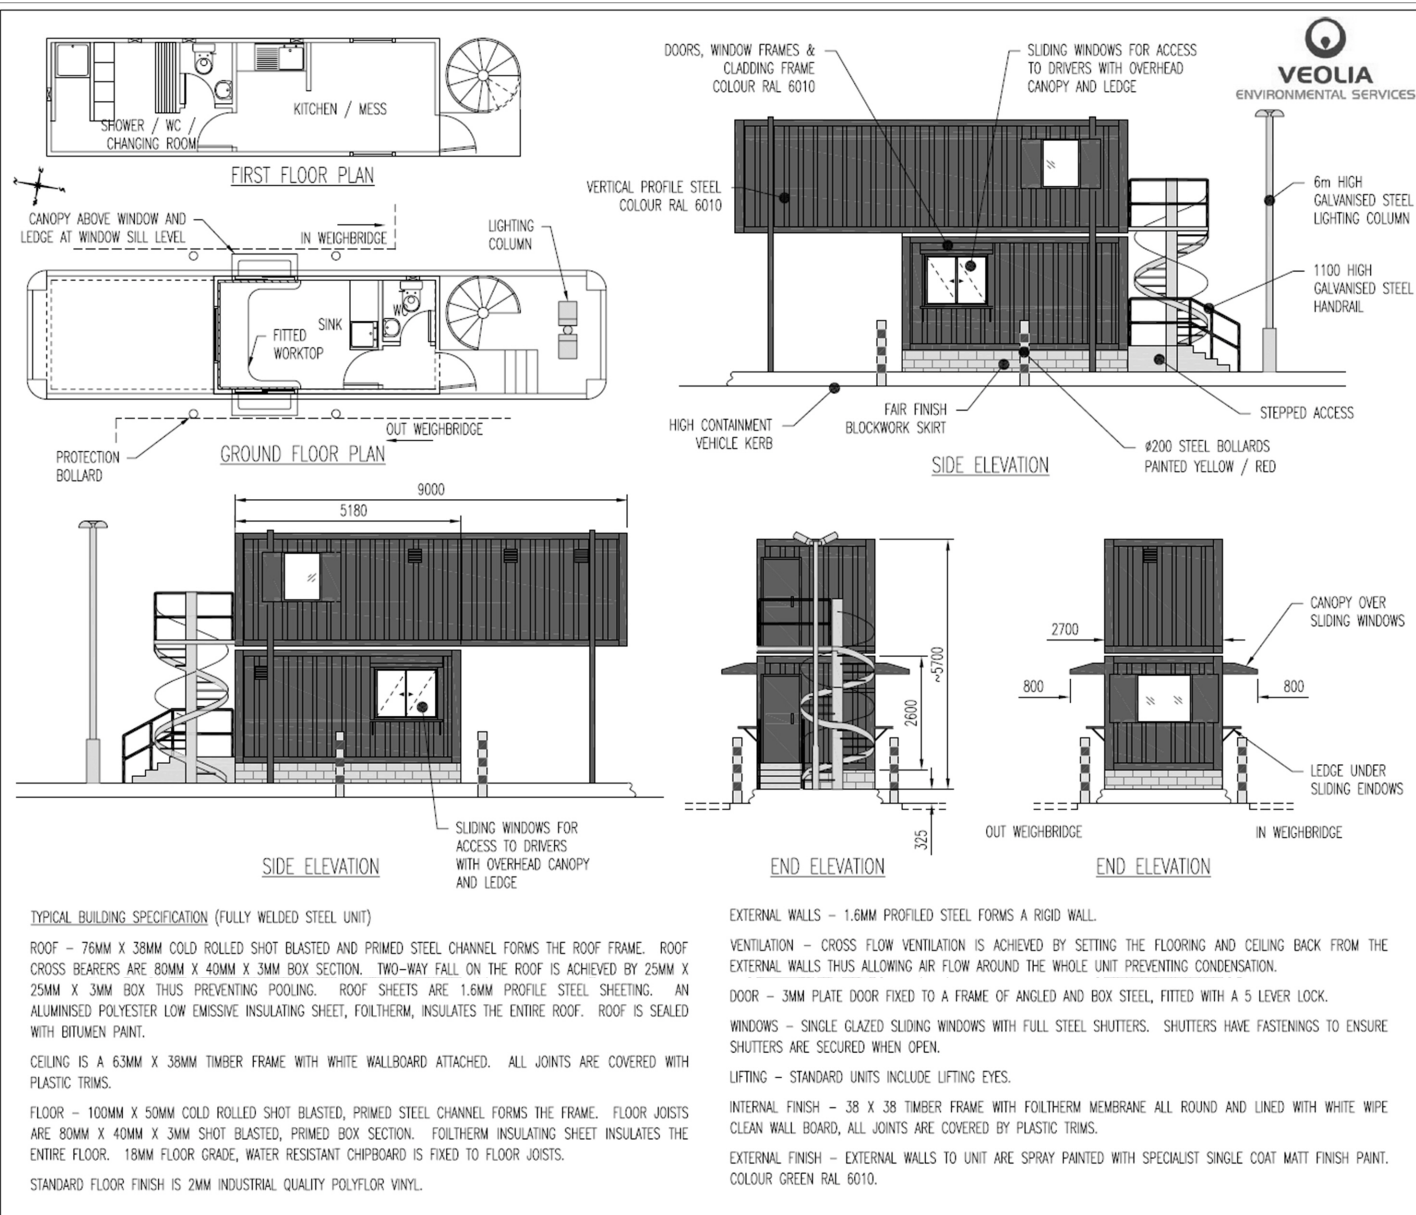 VEOLIA
ENVIRONMENTAL SERVICES
SHOWER / WC /
CHANGING ROOM
KITCHEN / MESS
FIRST FLOOR PLAN
CANOPY ABOVE WINDOW AND
LEDGE AT WINDOW SILL LEVEL
IN WEIGHBRIDGE
LIGHTING
COLUMN
SINK
WC
FITTED
WORKTOP
OUT WEIGHBRIDGE
PROTECTION
BOLLARD
GROUND FLOOR PLAN
DOORS, WINDOW FRAMES &
CLADDING FRAME
COLOUR RAL 6010
SLIDING WINDOWS FOR ACCESS
TO DRIVERS WITH OVERHEAD
CANOPY AND LEDGE
VERTICAL PROFILE STEEL
COLOUR RAL 6010
6m HIGH
GALVANISED STEEL
LIGHTING COLUMN
1100 HIGH
GALVANISED STEEL
HANDRAIL
HIGH CONTAINMENT
VEHICLE KERB
FAIR FINISH
BLOCKWORK SKIRT
STEPPED ACCESS
ø200 STEEL BOLLARDS
PAINTED YELLOW / RED
SIDE ELEVATION
9000
5180
SLIDING WINDOWS FOR
ACCESS TO DRIVERS
WITH OVERHEAD CANOPY
AND LEDGE
SIDE ELEVATION
~5700
2600
325
END ELEVATION
2700
800
800
CANOPY OVER
SLIDING WINDOWS
LEDGE UNDER
SLIDING EINDOWS
OUT WEIGHBRIDGE
IN WEIGHBRIDGE
END ELEVATION
TYPICAL BUILDING SPECIFICATION (FULLY WELDED STEEL UNIT)
ROOF – 76MM X 38MM COLD ROLLED SHOT BLASTED AND PRIMED STEEL CHANNEL FORMS THE ROOF FRAME. ROOF
CROSS BEARERS ARE 80MM X 40MM X 3MM BOX SECTION. TWO-WAY FALL ON THE ROOF IS ACHIEVED BY 25MM X
25MM X 3MM BOX THUS PREVENTING POOLING. ROOF SHEETS ARE 1.6MM PROFILE STEEL SHEETING. AN
ALUMINISED POLYESTER LOW EMISSIVE INSULATING SHEET, FOILTHERM, INSULATES THE ENTIRE ROOF. ROOF IS SEALED
WITH BITUMEN PAINT.
CEILING IS A 63MM X 38MM TIMBER FRAME WITH WHITE WALLBOARD ATTACHED. ALL JOINTS ARE COVERED WITH
PLASTIC TRIMS.
FLOOR – 100MM X 50MM COLD ROLLED SHOT BLASTED, PRIMED STEEL CHANNEL FORMS THE FRAME. FLOOR JOISTS
ARE 80MM X 40MM X 3MM SHOT BLASTED, PRIMED BOX SECTION. FOILTHERM INSULATING SHEET INSULATES THE
ENTIRE FLOOR. 18MM FLOOR GRADE, WATER RESISTANT CHIPBOARD IS FIXED TO FLOOR JOISTS.
STANDARD FLOOR FINISH IS 2MM INDUSTRIAL QUALITY POLYFLOR VINYL.
EXTERNAL WALLS – 1.6MM PROFILED STEEL FORMS A RIGID WALL.
VENTILATION – CROSS FLOW VENTILATION IS ACHIEVED BY SETTING THE FLOORING AND CEILING BACK FROM THE
EXTERNAL WALLS THUS ALLOWING AIR FLOW AROUND THE WHOLE UNIT PREVENTING CONDENSATION.
DOOR – 3MM PLATE DOOR FIXED TO A FRAME OF ANGLED AND BOX STEEL, FITTED WITH A 5 LEVER LOCK.
WINDOWS – SINGLE GLAZED SLIDING WINDOWS WITH FULL STEEL SHUTTERS. SHUTTERS HAVE FASTENINGS TO ENSURE
SHUTTERS ARE SECURED WHEN OPEN.
LIFTING – STANDARD UNITS INCLUDE LIFTING EYES.
INTERNAL FINISH – 38 X 38 TIMBER FRAME WITH FOILTHERM MEMBRANE ALL ROUND AND LINED WITH WHITE WIPE
CLEAN WALL BOARD, ALL JOINTS ARE COVERED BY PLASTIC TRIMS.
EXTERNAL FINISH – EXTERNAL WALLS TO UNIT ARE SPRAY PAINTED WITH SPECIALIST SINGLE COAT MATT FINISH PAINT.
COLOUR GREEN RAL 6010.